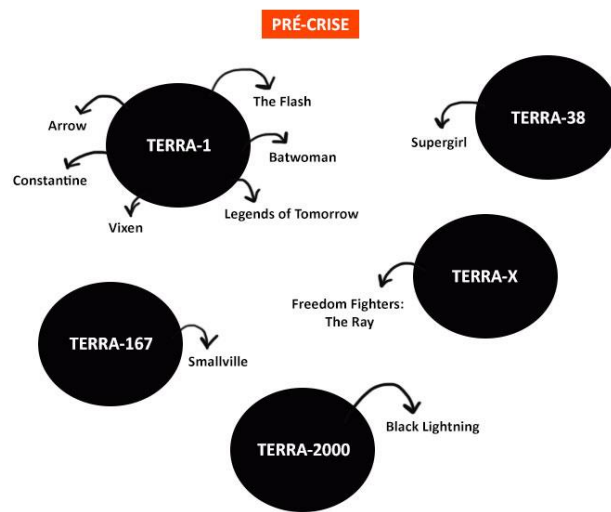 PRÉ-CRISE
The Flash
Arrow
TERRA-1
Batwoman
Constantine
Legends of Tomorrow
Vixen
TERRA-38
Supergirl
TERRA-X
Freedom Fighters:
The Ray
TERRA-167
Smallville
TERRA-2000
Black Lightning